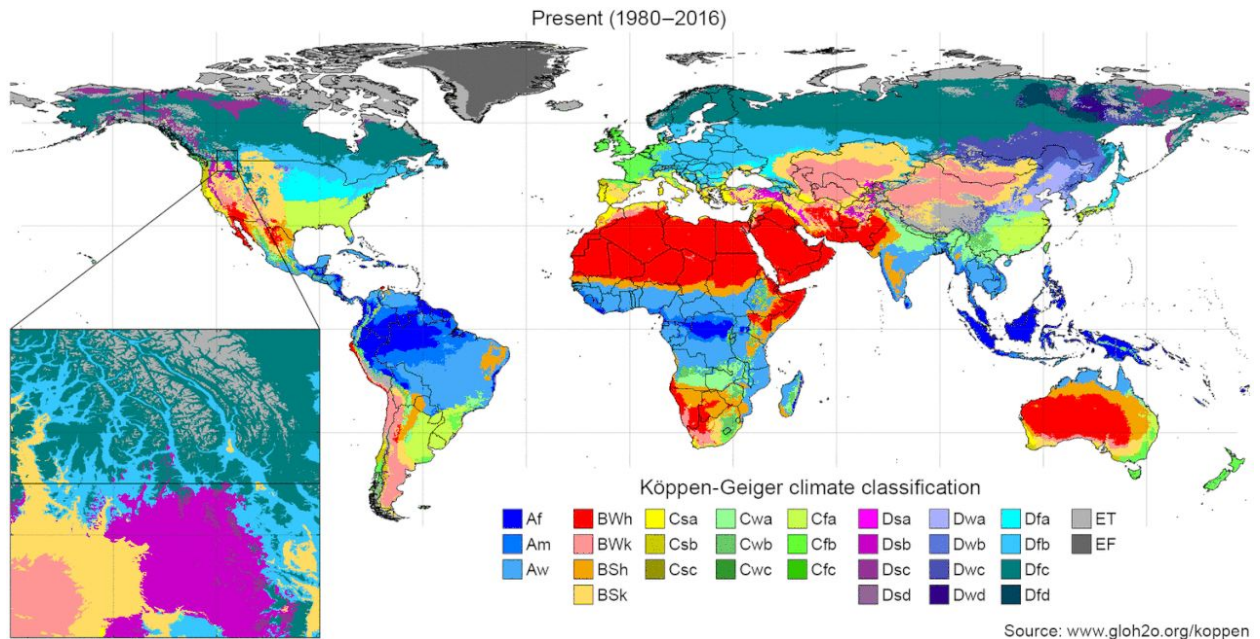 Present (1980–2016)
Köppen-Geiger climate classification
Af BWh Csa Cwa Cfa Dsa Dwa Dfa ET
Am BWk Csb Cwb Cfb Dsb Dwb Dfb EF
Aw BSh Csc Cwc Cfc Dsc Dwc Dfc
BSk Dsd Dwd Dfd
Source: www.gloh2o.org/koppen